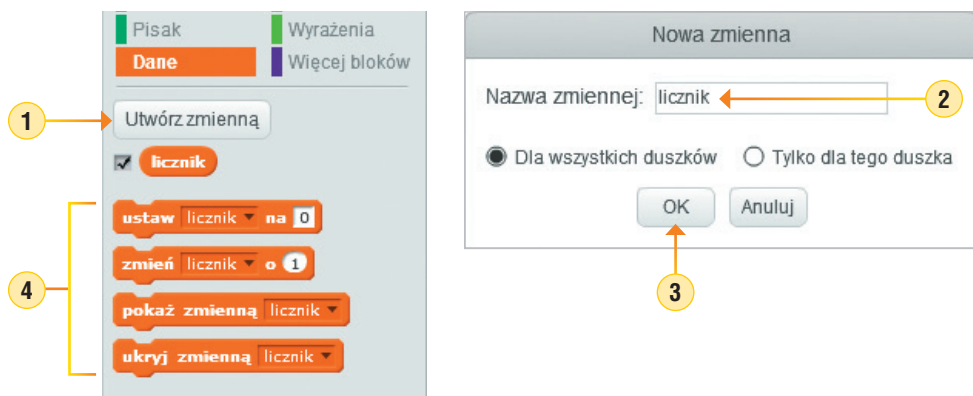 Pisak Wyrażenia
Dane Więcej bloków
1
Utwórz zmienną
licznik
4
ustaw licznik na 0
zmień licznik o 1
pokaż zmienną licznik
ukryj zmienną licznik
Nowa zmienna
Nazwa zmiennej: licznik
2
Dla wszystkich duszków Tylko dla tego duszka
OK Anuluj
3